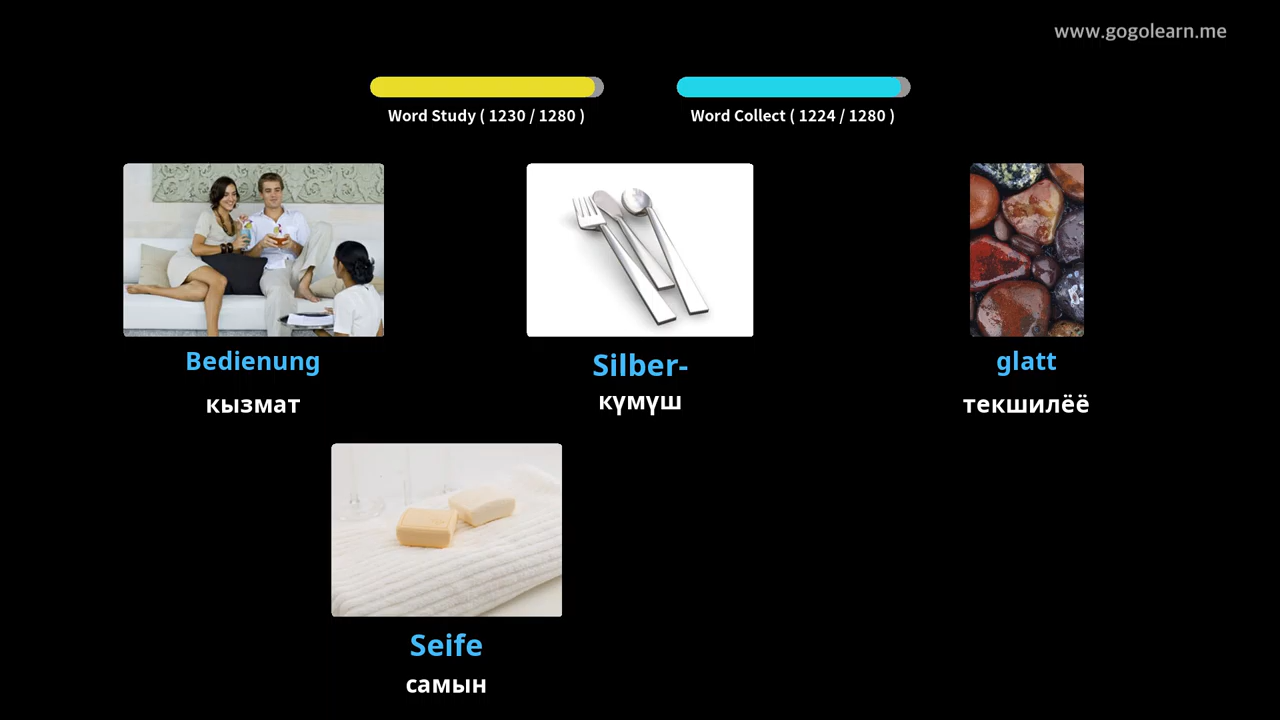 www.gogolearn.me
Word Study ( 1230 / 1280 )
Word Collect ( 1224 / 1280 )
Bedienung
кызмат
Silber-
күмүш
glatt
текшилёё
Seife
самын